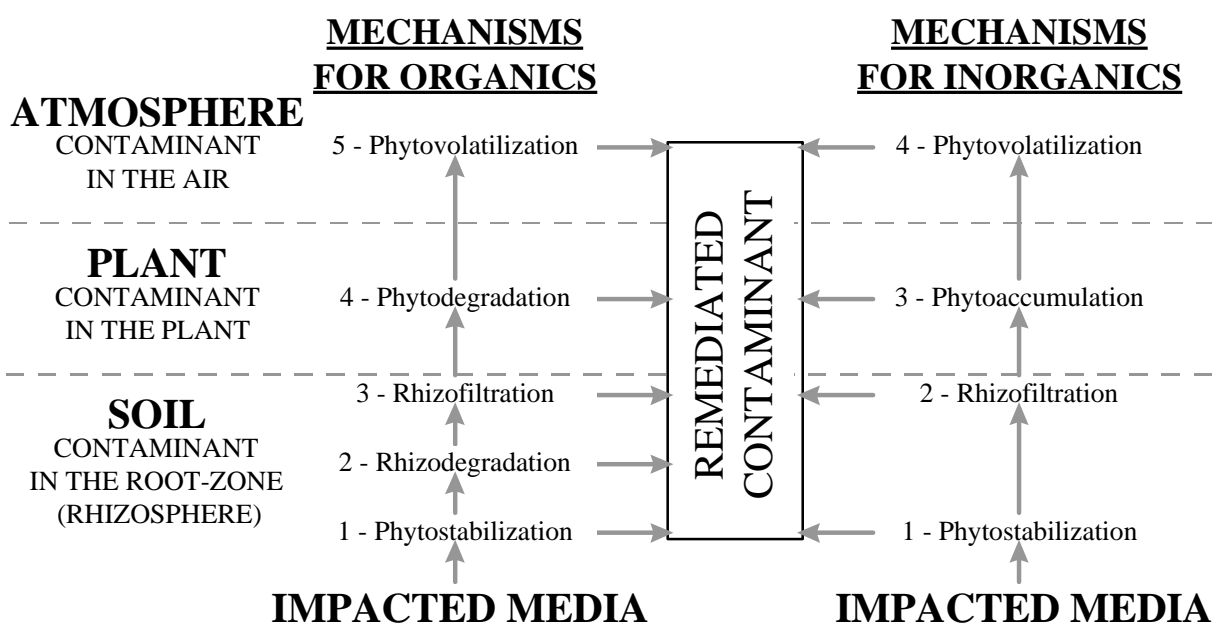 MECHANISMS
FOR ORGANICS
MECHANISMS
FOR INORGANICS
ATMOSPHERE
CONTAMINANT
IN THE AIR
5 - Phytovolatilization
4 - Phytovolatilization
PLANT
CONTAMINANT
IN THE PLANT
4 - Phytodegradation
3 - Phytoaccumulation
REMEDIATED
CONTAMINANT
SOIL
CONTAMINANT
IN THE ROOT-ZONE
(RHIZOSPHERE)
3 - Rhizofiltration
2 - Rhizofiltration
2 - Rhizodegradation
1 - Phytostabilization
1 - Phytostabilization
IMPACTED MEDIA
IMPACTED MEDIA